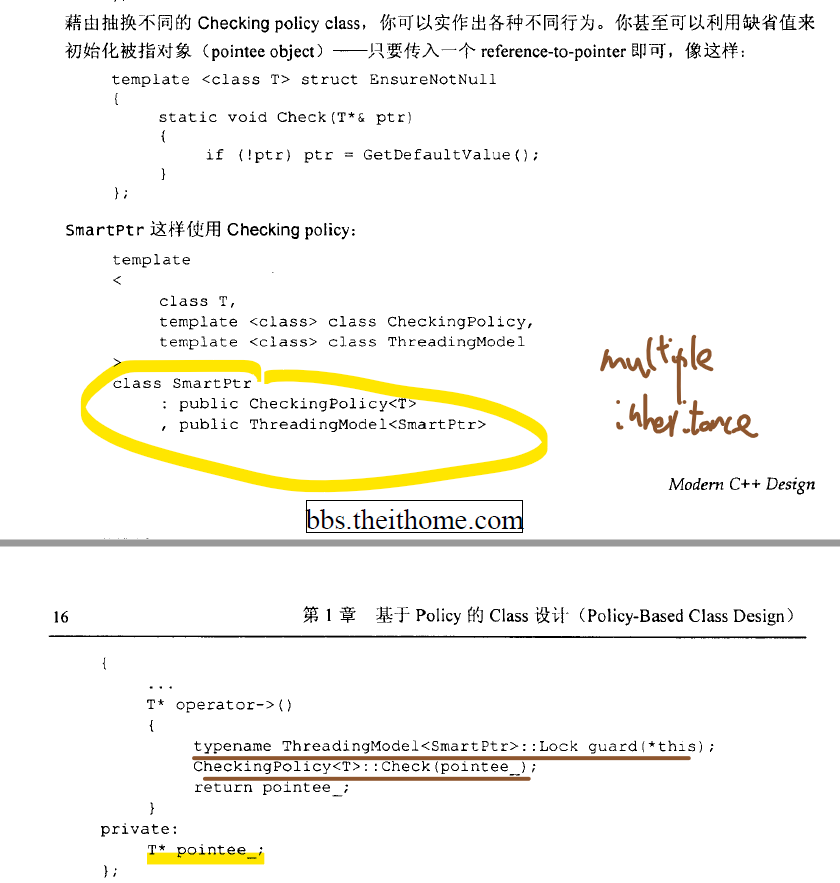 藉由抽换不同的 Checking policy class，你可以实作出各种不同行为。你甚至可以利用缺省值来
初始化被指对象（pointee object）——只要传入一个 reference-to-pointer 即可，像这样：
template <class T> struct EnsureNotNull
{
static void Check(T*& ptr)
{
if (!ptr) ptr = GetDefaultValue();
}
};
SmartPtr 这样使用 Checking policy：
template
<
class T,
template <class> class CheckingPolicy,
template <class> class ThreadingModel
>
class SmartPtr
: public CheckingPolicy<T>
, public ThreadingModel<SmartPtr>
multiple
inheritance
Modern C++ Design
bbs.theithome.com
16 第 1 章 基于 Policy 的 Class 设计（Policy-Based Class Design）
{
...
T* operator->()
{
typename ThreadingModel<SmartPtr>::Lock guard(*this);
CheckingPolicy<T>::Check(pointee_);
return pointee_;
}
private:
T* pointee_;
};